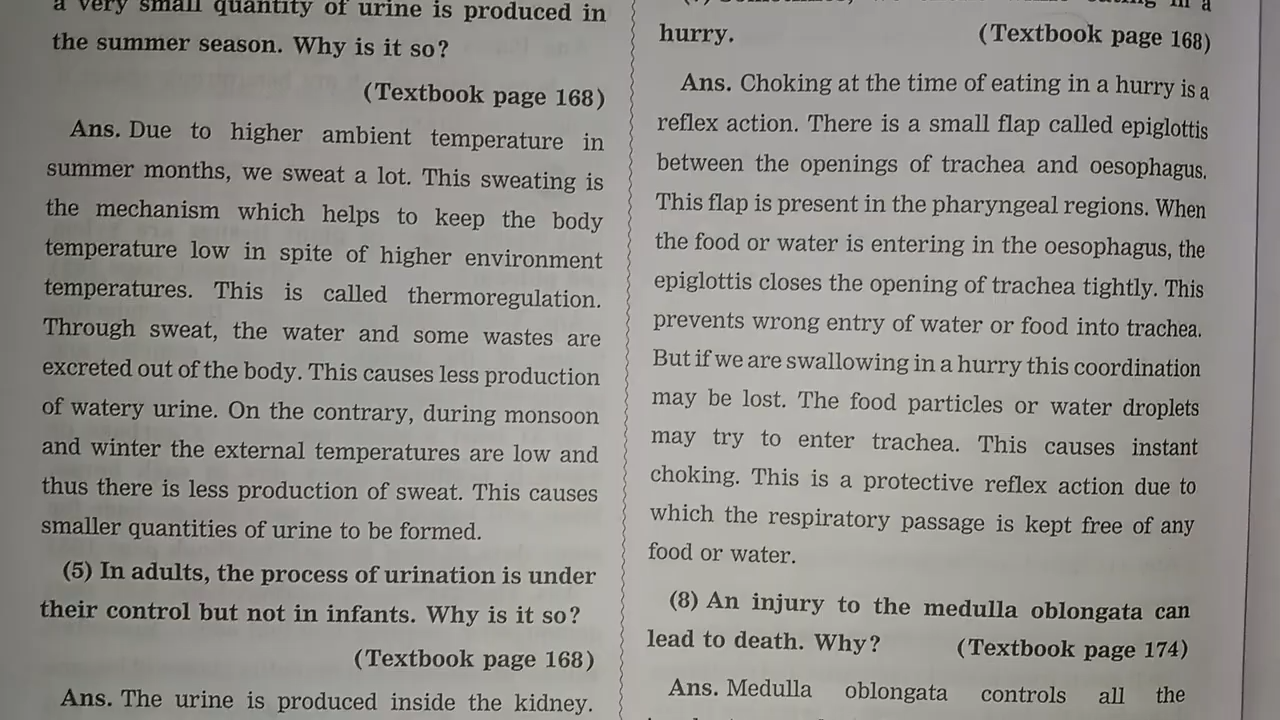 a very small quantity of urine is produced in
the summer season. Why is it so?
(Textbook page 168)
Ans. Due to higher ambient temperature in
summer months, we sweat a lot. This sweating is
the mechanism which helps to keep the body
temperature low in spite of higher environment
temperatures. This is called thermoregulation.
Through sweat, the water and some wastes are
excreted out of the body. This causes less production
of watery urine. On the contrary, during monsoon
and winter the external temperatures are low and
thus there is less production of sweat. This causes
smaller quantities of urine to be formed.
(5) In adults, the process of urination is under
their control but not in infants. Why is it so?
(Textbook page 168)
Ans. The urine is produced inside the kidney.
in a
hurry. (Textbook page 168)
Ans. Choking at the time of eating in a hurry is a
reflex action. There is a small flap called epiglottis
between the openings of trachea and oesophagus.
This flap is present in the pharyngeal regions. When
the food or water is entering in the oesophagus, the
epiglottis closes the opening of trachea tightly. This
prevents wrong entry of water or food into trachea.
But if we are swallowing in a hurry this coordination
may be lost. The food particles or water droplets
may try to enter trachea. This causes instant
choking. This is a protective reflex action due to
which the respiratory passage is kept free of any
food or water.
(8) An injury to the medulla oblongata can
lead to death. Why? (Textbook page 174)
Ans. Medulla oblongata controls all the